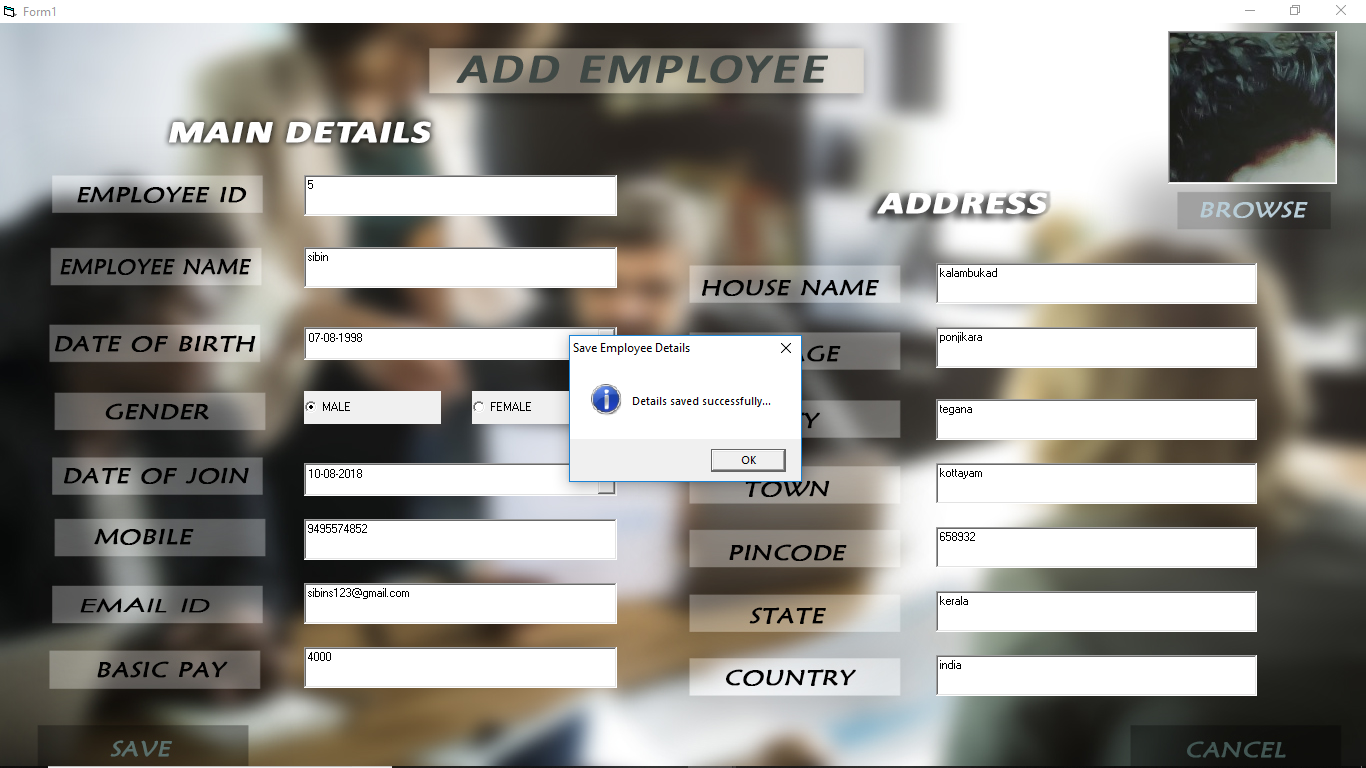 Form1
ADD EMPLOYEE
MAIN DETAILS
EMPLOYEE ID
5
EMPLOYEE NAME
sibin
DATE OF BIRTH
07-08-1998
GENDER
MALE
FEMALE
DATE OF JOIN
10-08-2018
MOBILE
9495574852
EMAIL ID
sibins123@gmail.com
BASIC PAY
4000
SAVE
BROWSE
ADDRESS
HOUSE NAME
kalambukad
ponjikara
tegana
TOWN
kottayam
PINCODE
658932
STATE
kerala
COUNTRY
india
CANCEL
Save Employee Details
Details saved successfully...
OK